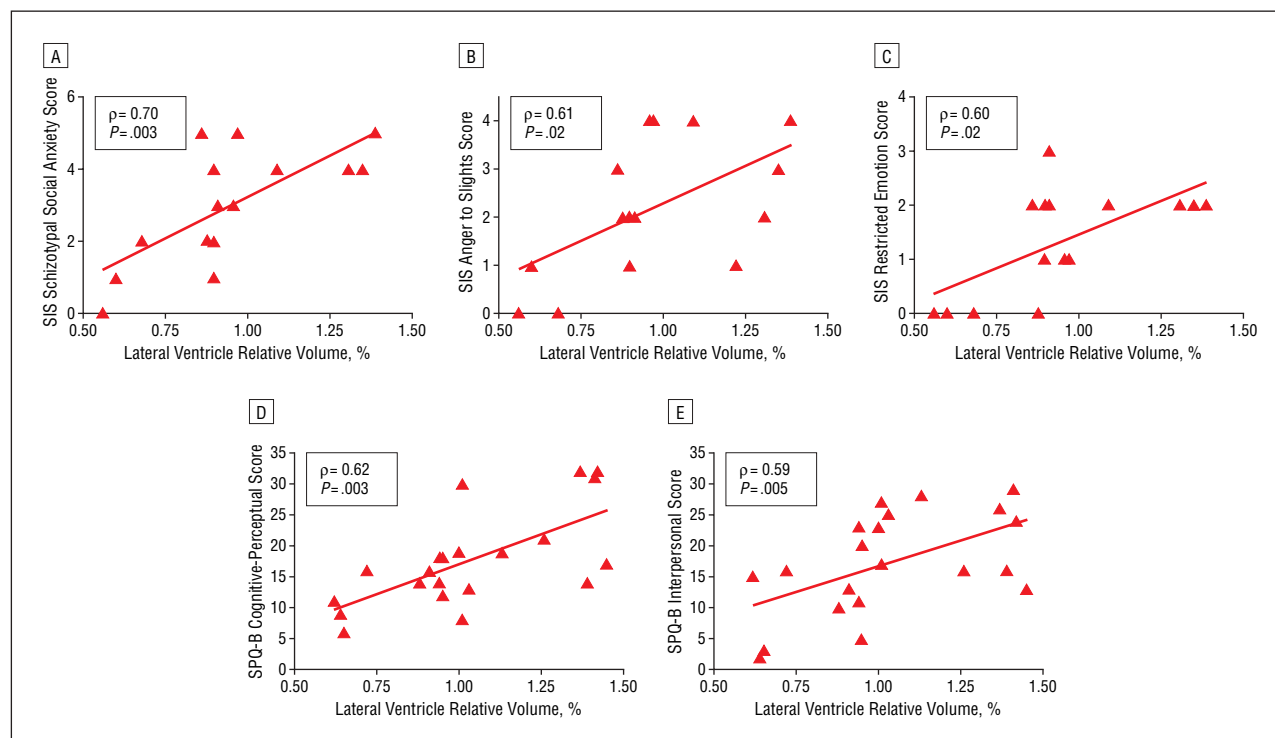 A
SIS Schizotypal Social Anxiety Score
6
4
2
0
ρ = 0.70
P = .003
0.50 0.75 1.00 1.25 1.50
Lateral Ventricle Relative Volume, %
B
SIS Anger to Slights Score
4
3
2
1
0
ρ = 0.61
P = .02
0.50 0.75 1.00 1.25 1.50
Lateral Ventricle Relative Volume, %
C
SIS Restricted Emotion Score
4
3
2
1
0
ρ = 0.60
P = .02
0.50 0.75 1.00 1.25 1.50
Lateral Ventricle Relative Volume, %
D
SPQ-B Cognitive-Perceptual Score
35
30
25
20
15
10
5
0
ρ = 0.62
P = .003
0.50 0.75 1.00 1.25 1.50
Lateral Ventricle Relative Volume, %
E
SPQ-B Interpersonal Score
35
30
25
20
15
10
5
0
ρ = 0.59
P = .005
0.50 0.75 1.00 1.25 1.50
Lateral Ventricle Relative Volume, %